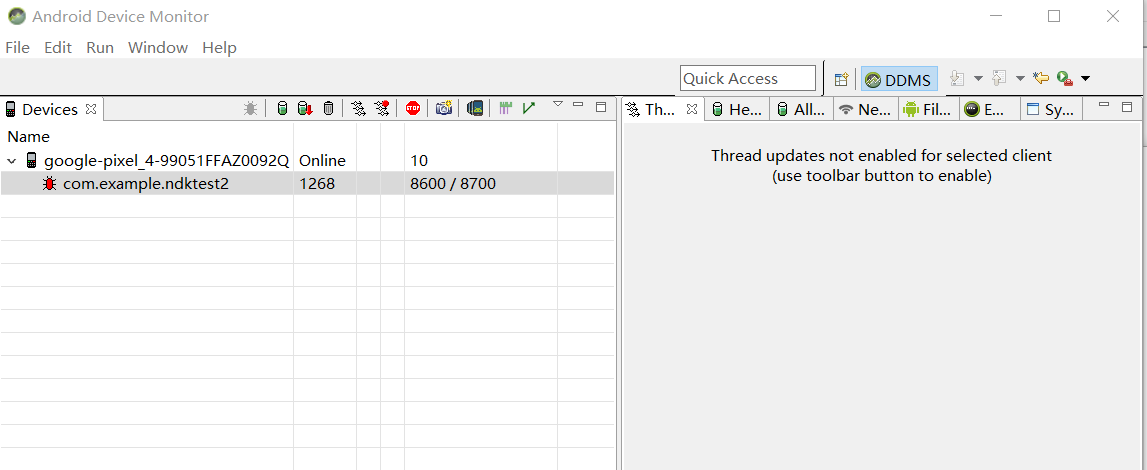 Android Device Monitor
File Edit Run Window Help
Quick Access
DDMS
Devices
Th... He... All... Ne... Fil... E... Sy...
Name
google-pixel_4-99051FFAZ0092Q Online 10
com.example.ndktest2 1268 8600 / 8700
Thread updates not enabled for selected client
(use toolbar button to enable)